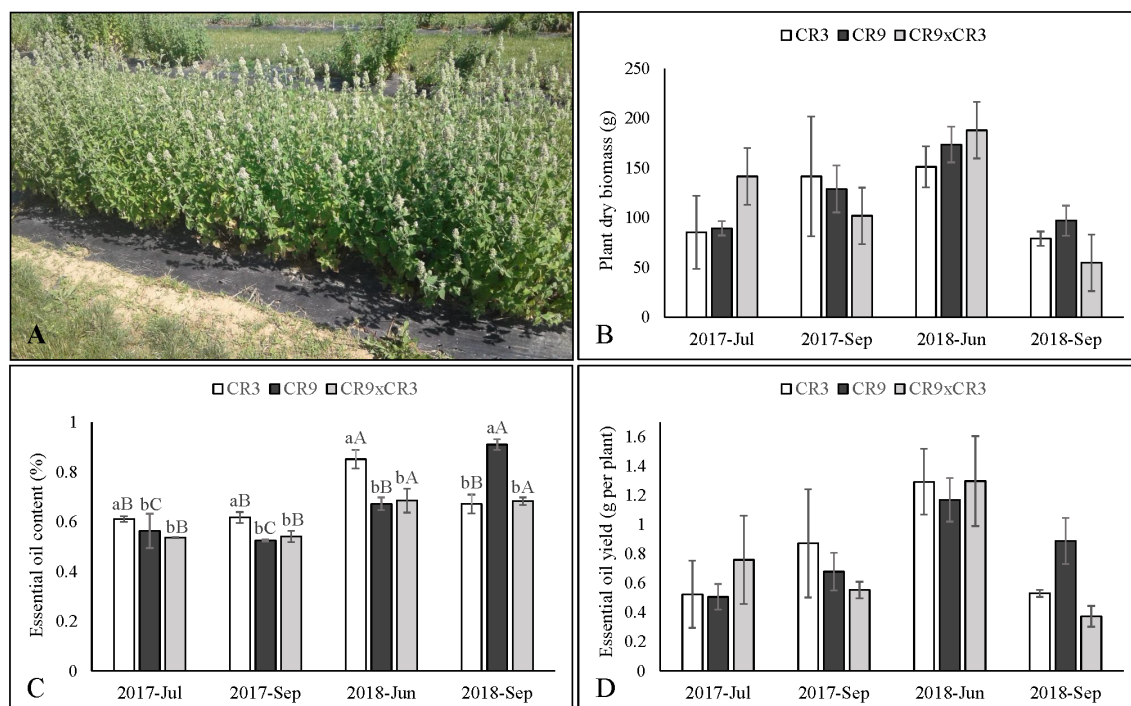 A
CR3 CR9 CR9xCR3
250
200
150
100
50
0
Plant dry biomass (g)
2017-Jul 2017-Sep 2018-Jun 2018-Sep
B
CR3 CR9 CR9xCR3
1
0.8
0.6
0.4
0.2
0
Essential oil content (%)
aB bC bB
aB bC bB
aA bB bA
bB aA bA
2017-Jul 2017-Sep 2018-Jun 2018-Sep
C
CR3 CR9 CR9xCR3
1.6
1.4
1.2
1
0.8
0.6
0.4
0.2
0
Essential oil yield (g per plant)
2017-Jul 2017-Sep 2018-Jun 2018-Sep
D